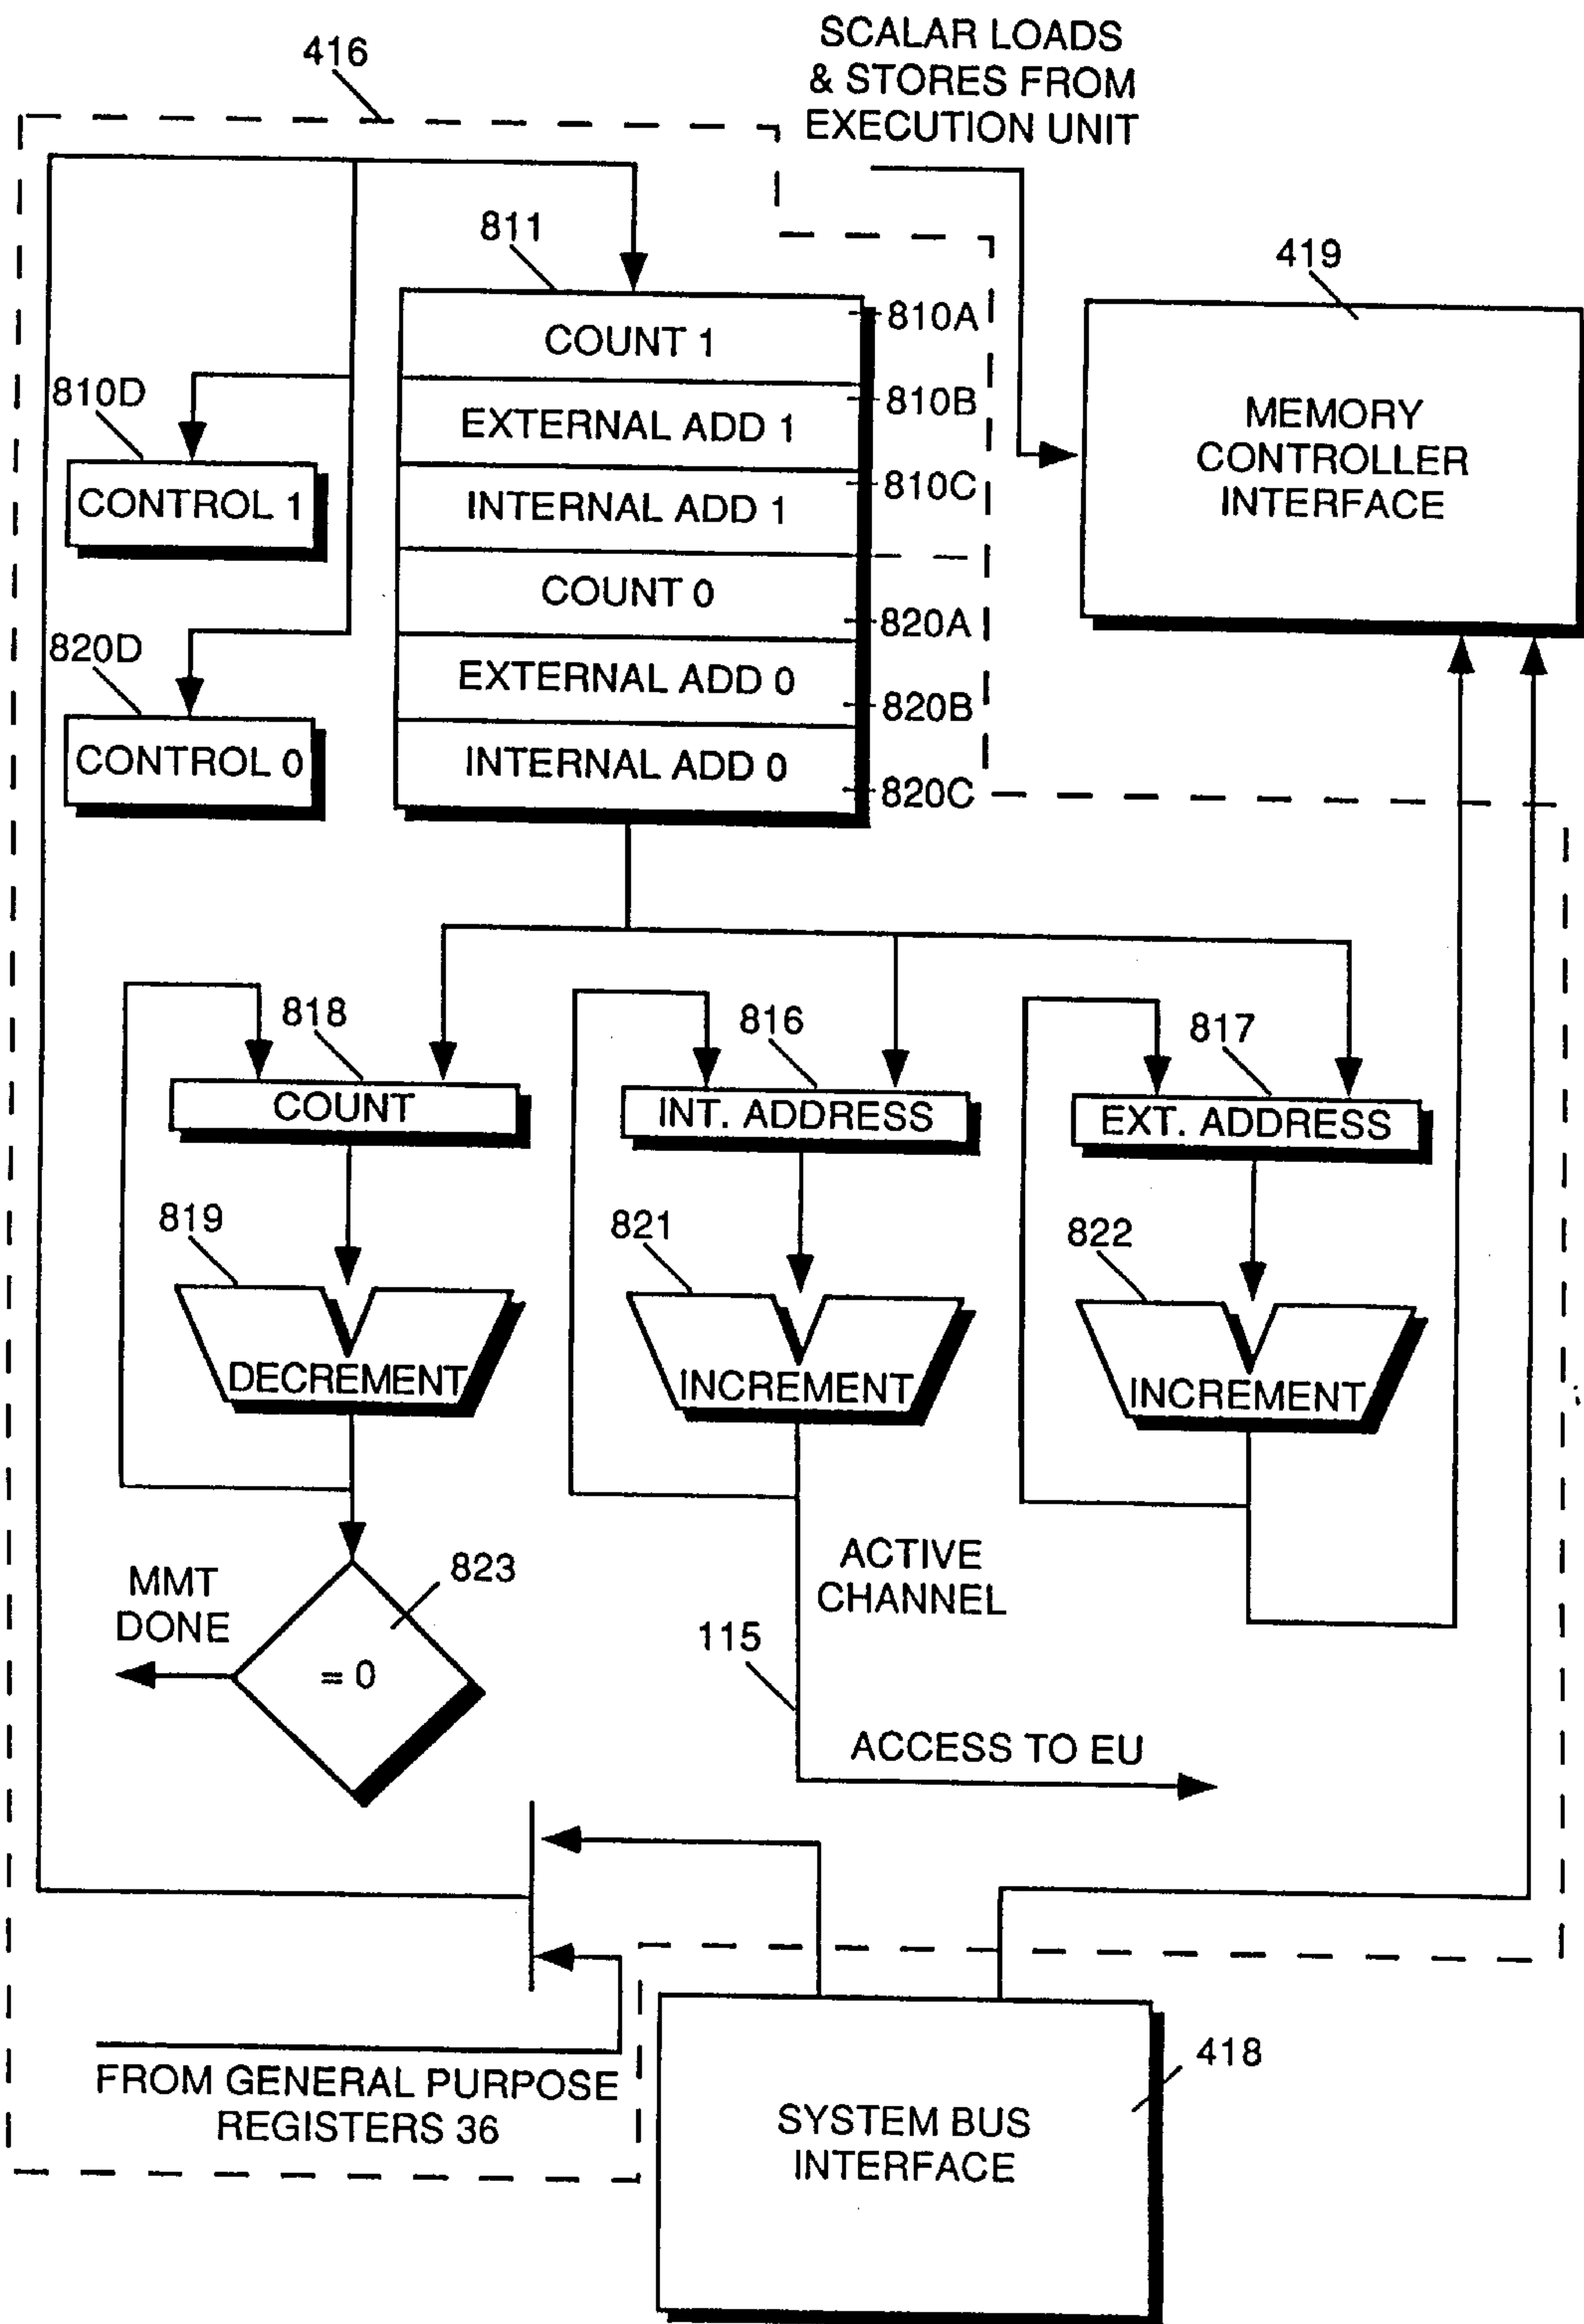 416
SCALAR LOADS
& STORES FROM
EXECUTION UNIT
811
419
810A
COUNT 1
810D
810B
EXTERNAL ADD 1
MEMORY
CONTROLLER
INTERFACE
810C
CONTROL 1
INTERNAL ADD 1
COUNT 0
820A
820D
EXTERNAL ADD 0
820B
CONTROL 0
INTERNAL ADD 0
820C
818
816
817
COUNT
INT. ADDRESS
EXT. ADDRESS
819
821
822
DECREMENT
INCREMENT
INCREMENT
MMT
DONE
823
= 0
ACTIVE
CHANNEL
115
ACCESS TO EU
FROM GENERAL PURPOSE
REGISTERS 36
418
SYSTEM BUS
INTERFACE